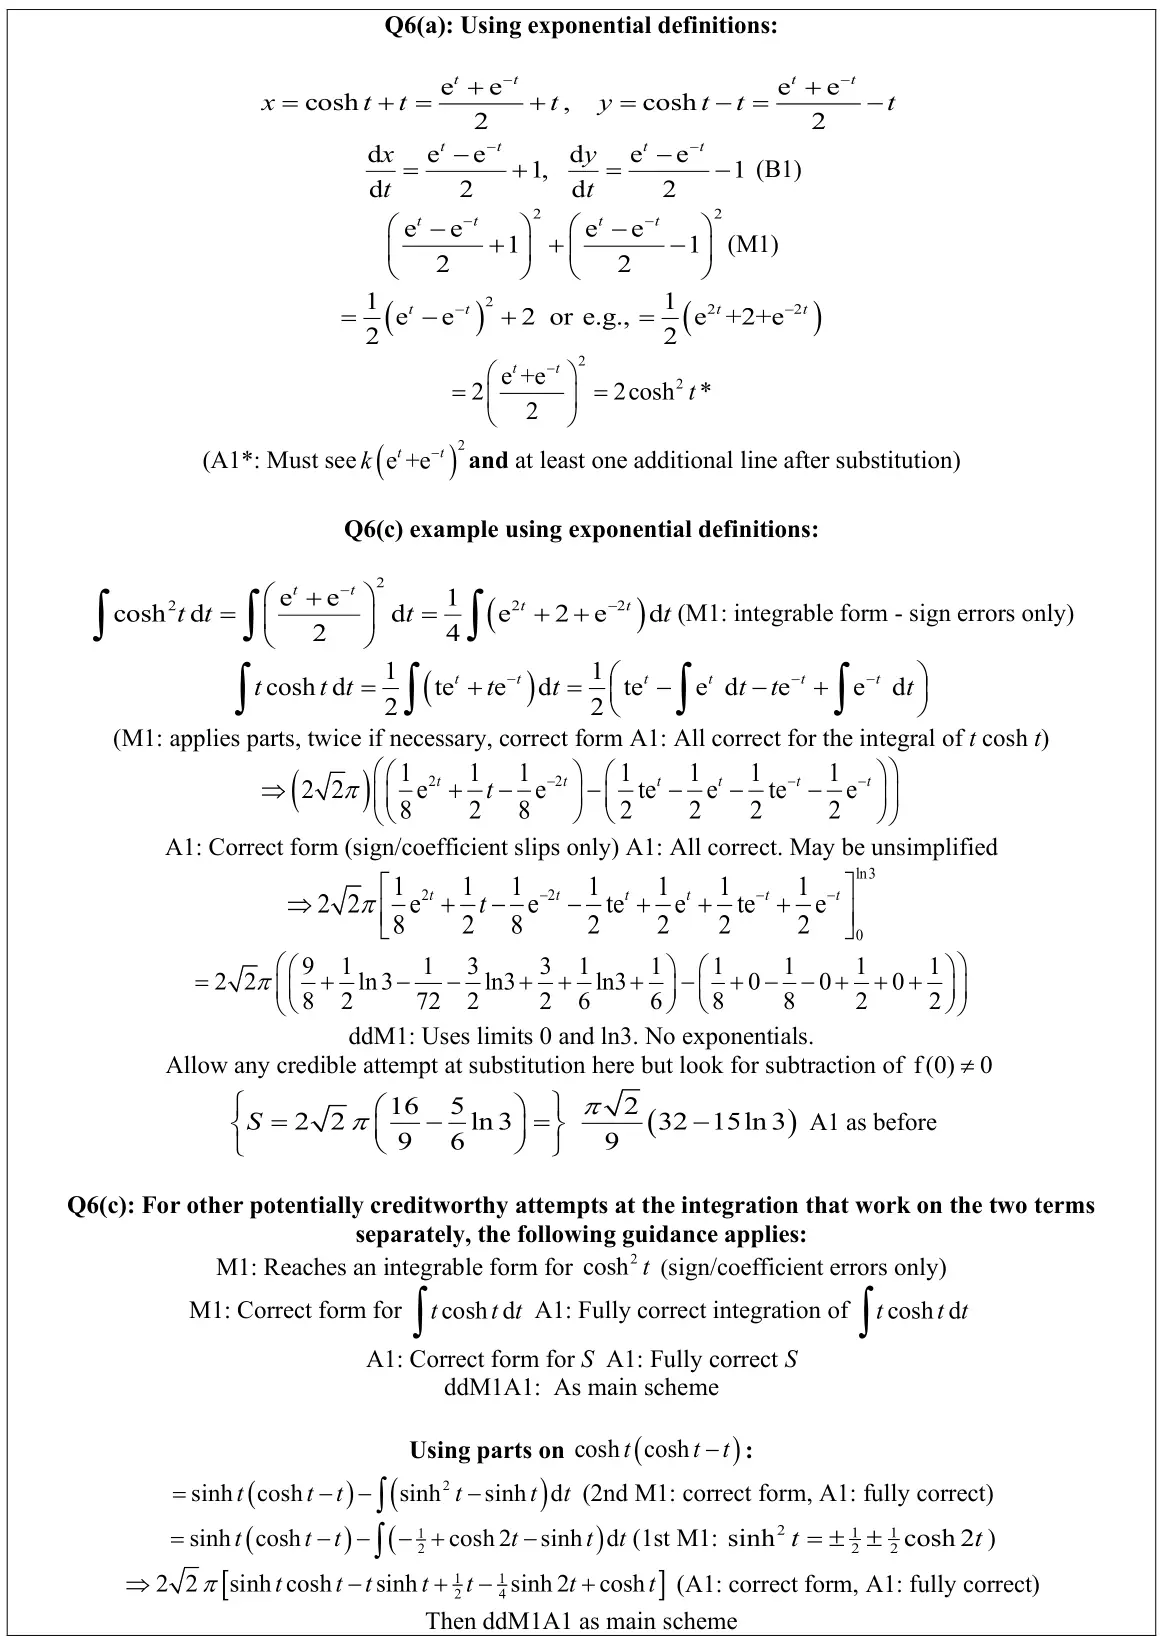 Q6(a): Using exponential definitions:
x = cosh t + t = (e^t + e^−t)/2 + t ,   y = cosh t − t = (e^t + e^−t)/2 − t
dx/dt = (e^t − e^−t)/2 + 1,   dy/dt = (e^t − e^−t)/2 − 1 (B1)
((e^t − e^−t)/2 + 1)^2 + ((e^t − e^−t)/2 − 1)^2 (M1)
= 1/2 (e^t − e^−t)^2 + 2  or e.g., = 1/2 (e^2t +2+e^−2t)
= 2((e^t +e^−t)/2)^2 = 2cosh^2 t *
(A1*: Must see k(e^t +e^−t)^2 and at least one additional line after substitution)
Q6(c) example using exponential definitions:
∫cosh^2 t dt = ∫((e^t + e^−t)/2)^2 dt = 1/4 ∫(e^2t + 2 + e^−2t)dt (M1: integrable form - sign errors only)
∫t cosh t dt = 1/2 ∫(te^t + te^−t)dt = 1/2 (te^t − ∫e^t dt − te^−t + ∫e^−t dt)
(M1: applies parts, twice if necessary, correct form A1: All correct for the integral of t cosh t)
⇒ (2√2π)((1/8 e^2t + 1/2 t − 1/8 e^−2t) − (1/2 te^t − 1/2 e^t − 1/2 te^−t − 1/2 e^−t))
A1: Correct form (sign/coefficient slips only) A1: All correct. May be unsimplified
⇒ 2√2π[1/8 e^2t + 1/2 t − 1/8 e^−2t − 1/2 te^t + 1/2 e^t + 1/2 te^−t + 1/2 e^−t]_0^ln3
= 2√2π((9/8 + 1/2 ln 3 − 1/72 − 3/2 ln3 + 3/2 + 1/6 ln3 + 1/6) − (1/8 + 0 − 1/8 − 0 + 1/2 + 0 + 1/2))
ddM1: Uses limits 0 and ln3. No exponentials.
Allow any credible attempt at substitution here but look for subtraction of f(0) ≠ 0
{S = 2√2 π(16/9 − 5/6 ln 3) =} π√2/9 (32 − 15 ln 3) A1 as before
Q6(c): For other potentially creditworthy attempts at the integration that work on the two terms
separately, the following guidance applies:
M1: Reaches an integrable form for cosh^2 t (sign/coefficient errors only)
M1: Correct form for ∫t cosh t dt A1: Fully correct integration of ∫t cosh t dt
A1: Correct form for S A1: Fully correct S
ddM1A1: As main scheme
Using parts on cosh t(cosh t − t):
= sinh t(cosh t − t) − ∫(sinh^2 t − sinh t)dt (2nd M1: correct form, A1: fully correct)
= sinh t(cosh t − t) − ∫(−1/2 + cosh 2t − sinh t)dt (1st M1: sinh^2 t = ± 1/2 ± 1/2 cosh 2t )
⇒ 2√2 π[sinh t cosh t − t sinh t + 1/2 t − 1/4 sinh 2t + cosh t] (A1: correct form, A1: fully correct)
Then ddM1A1 as main scheme